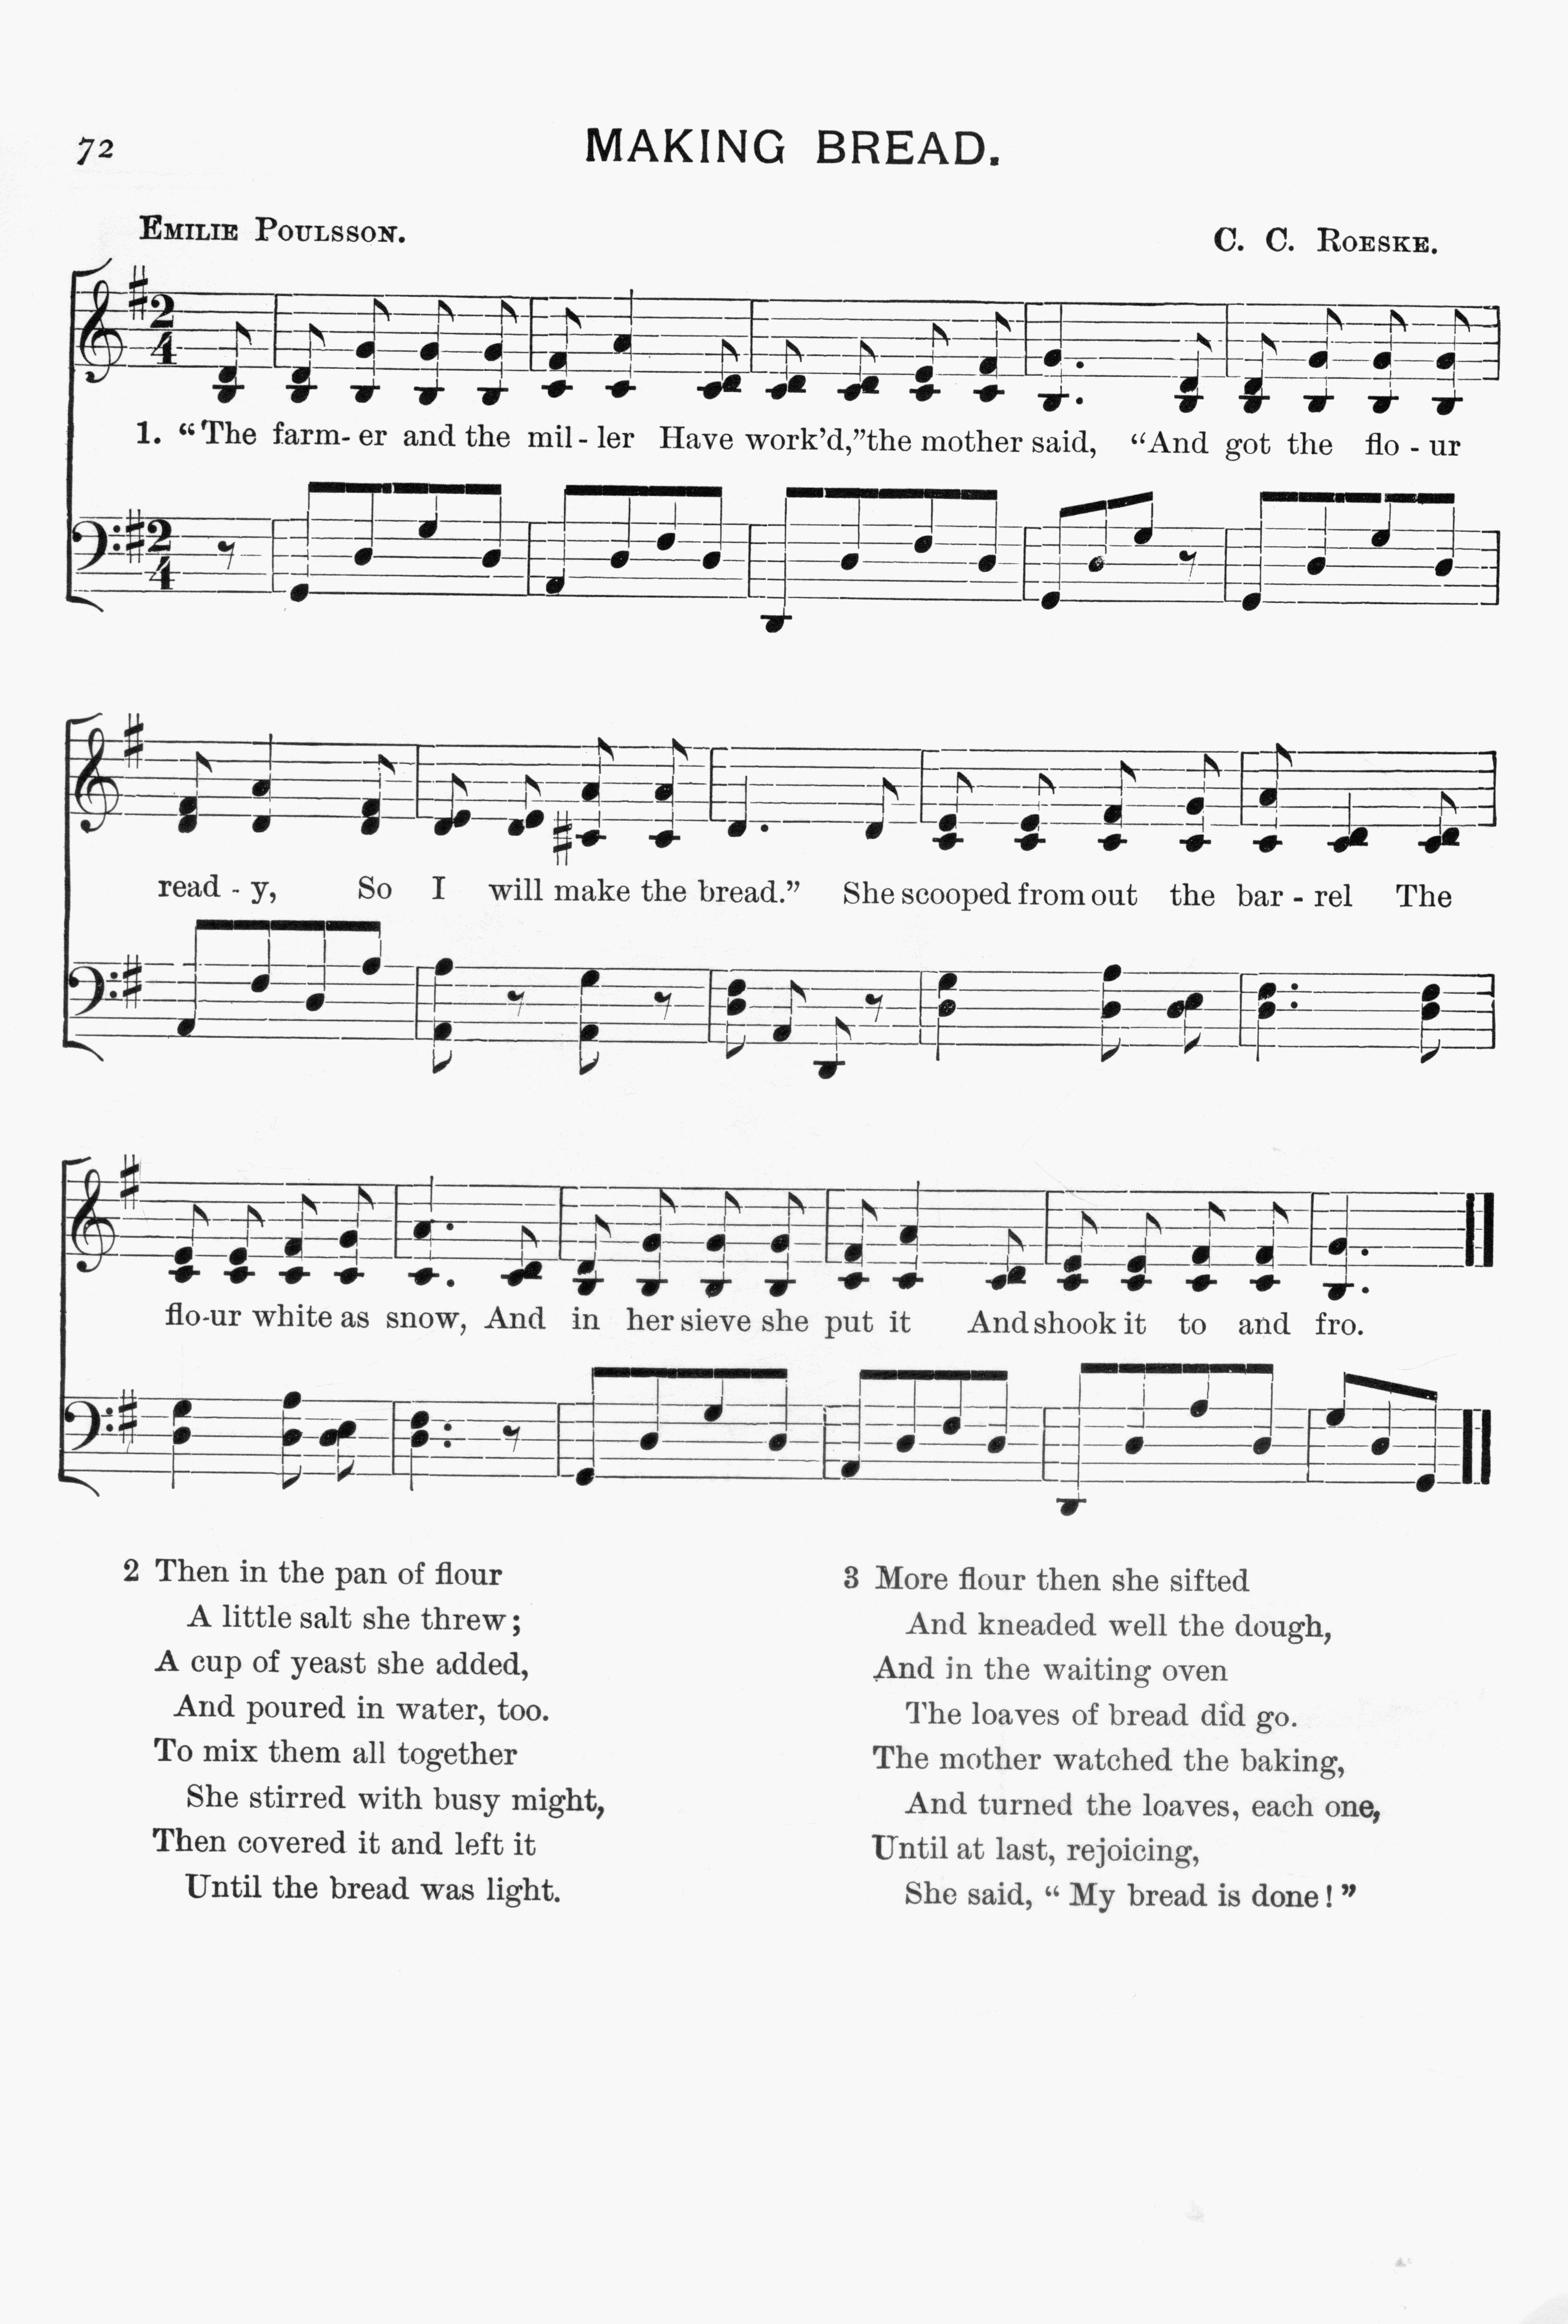 72
MAKING BREAD.
EMILIE POULSSON.
C. C. ROESKE.
2
4
1. “The farm- er and the mil - ler Have work’d,” the mother said, “And got the flo - ur
2
4
read - y, So I will make the bread.” She scooped from out the bar - rel The
flo-ur white as snow, And in her sieve she put it And shook it to and fro.
2 Then in the pan of flour
A little salt she threw;
A cup of yeast she added,
And poured in water, too.
To mix them all together
She stirred with busy might,
Then covered it and left it
Until the bread was light.
3 More flour then she sifted
And kneaded well the dough,
And in the waiting oven
The loaves of bread did go.
The mother watched the baking,
And turned the loaves, each one,
Until at last, rejoicing,
She said, “ My bread is done! ”